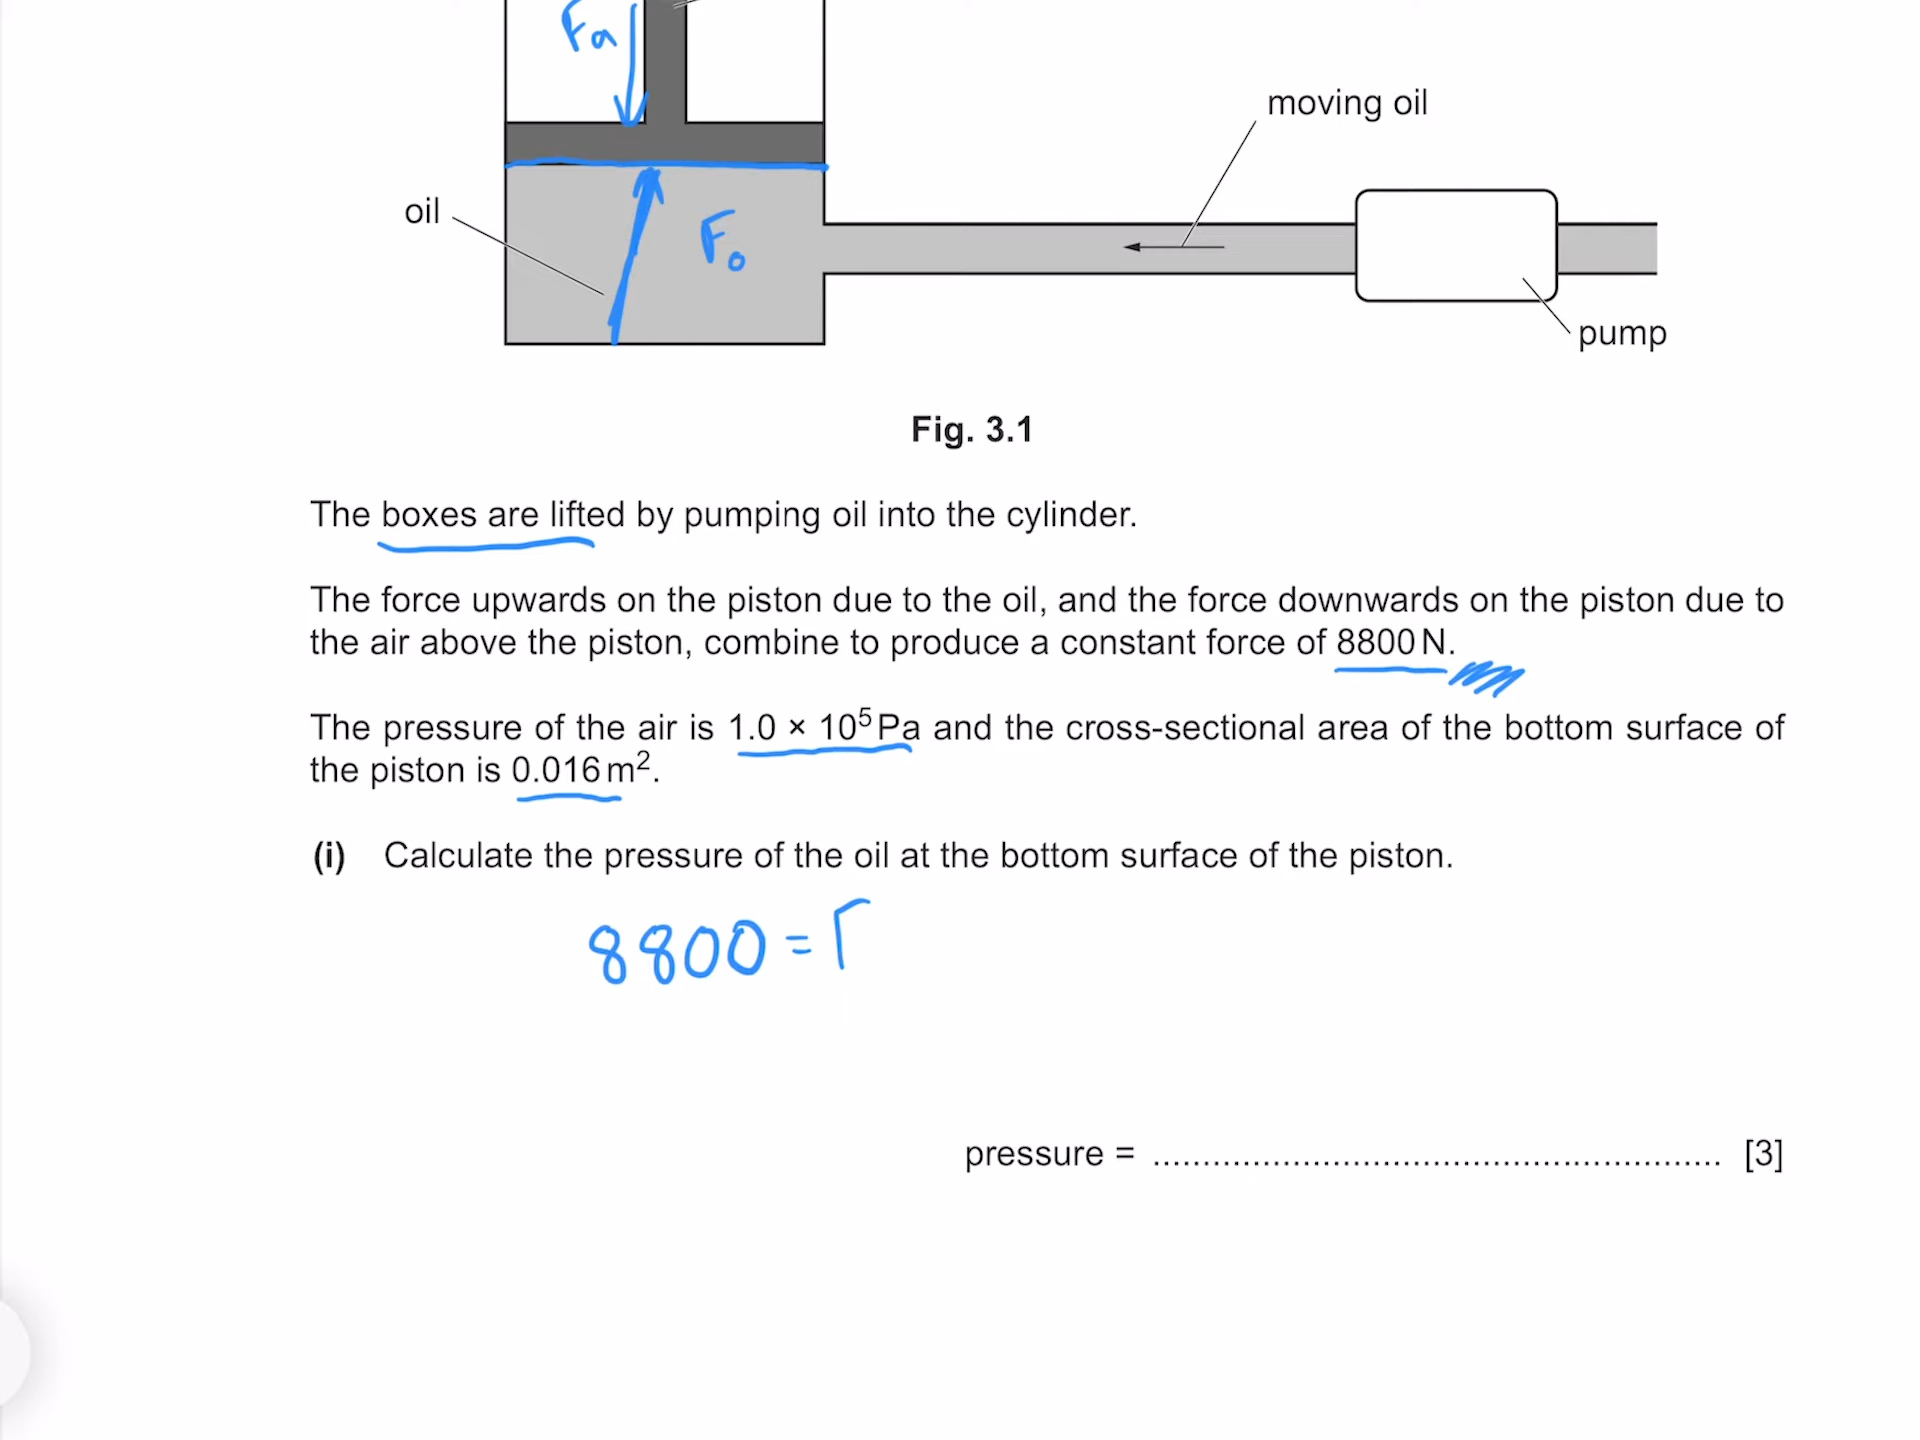 Fa
moving oil
oil
Fo
pump
Fig. 3.1
The boxes are lifted by pumping oil into the cylinder.
The force upwards on the piston due to the oil, and the force downwards on the piston due to
the air above the piston, combine to produce a constant force of 8800 N.
The pressure of the air is 1.0 × 10⁵ Pa and the cross-sectional area of the bottom surface of
the piston is 0.016 m².
(i) Calculate the pressure of the oil at the bottom surface of the piston.
8800 =
pressure = ......................................................... [3]